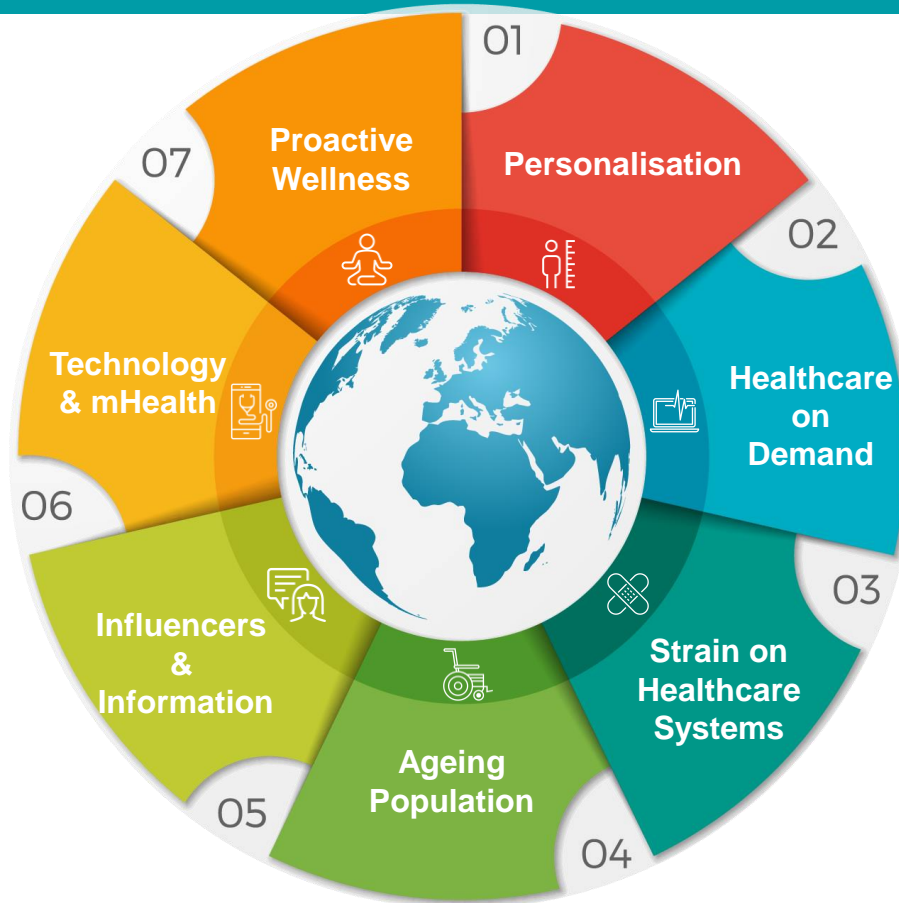 01
Personalisation
02
Healthcare
on
Demand
03
Strain on
Healthcare
Systems
04
Ageing
Population
05
Influencers
&
Information
06
Technology
& mHealth
07
Proactive
Wellness